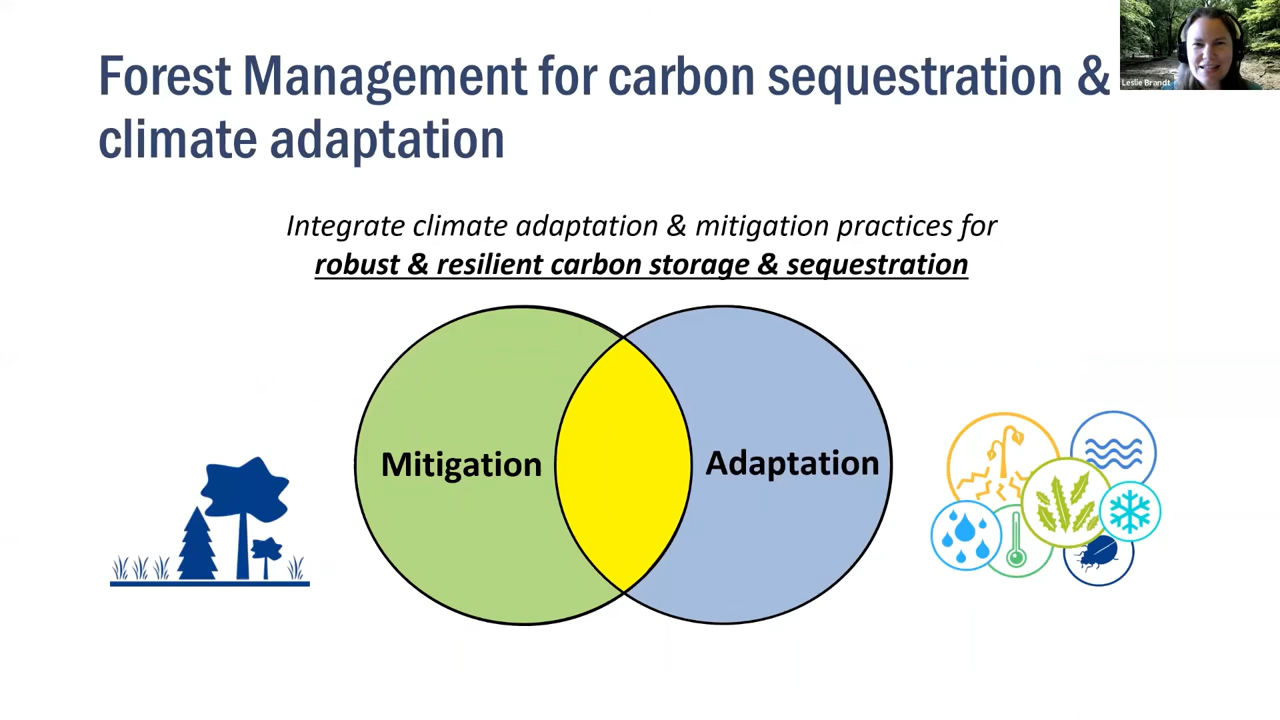 Forest Management for carbon sequestration &
climate adaptation
Leslie Brandt
Integrate climate adaptation & mitigation practices for
robust & resilient carbon storage & sequestration
Mitigation
Adaptation